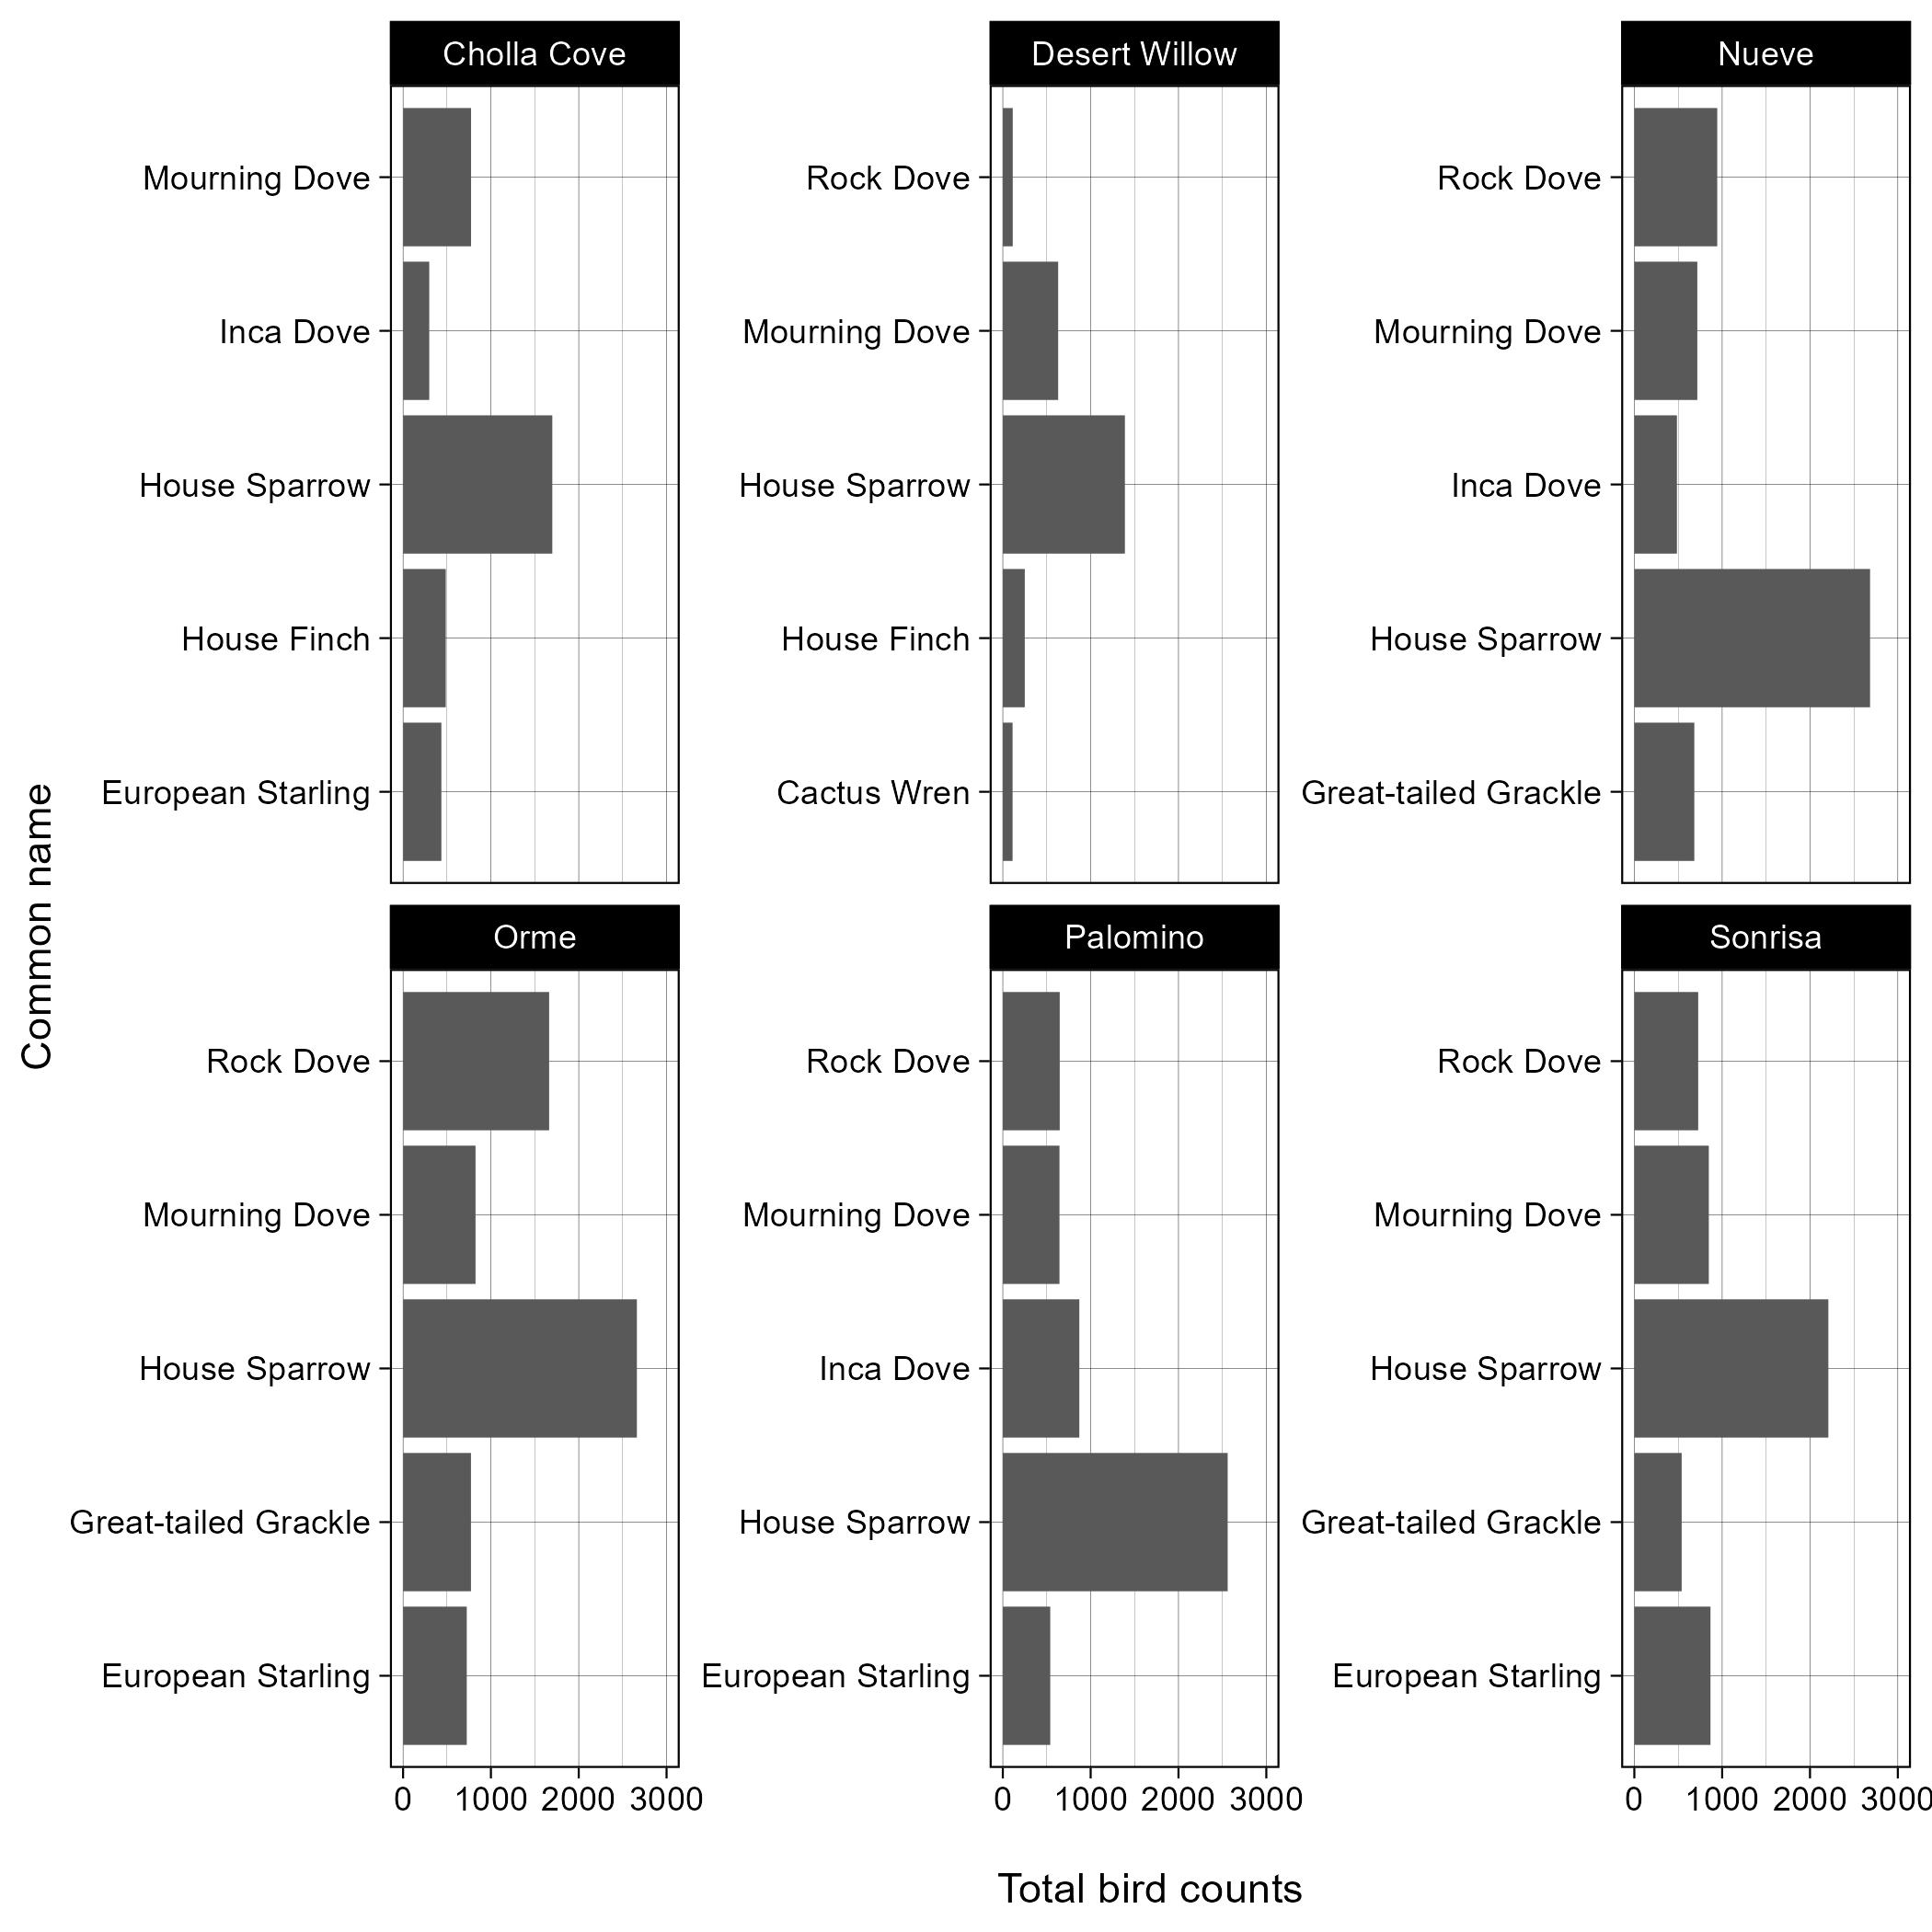 Cholla Cove
Mourning Dove
Inca Dove
House Sparrow
House Finch
European Starling
Desert Willow
Rock Dove
Mourning Dove
House Sparrow
House Finch
Cactus Wren
Nueve
Rock Dove
Mourning Dove
Inca Dove
House Sparrow
Great-tailed Grackle
Common name
Orme
Rock Dove
Mourning Dove
House Sparrow
Great-tailed Grackle
European Starling
0 1000 2000 3000
Palomino
Rock Dove
Mourning Dove
Inca Dove
House Sparrow
European Starling
0 1000 2000 3000
Sonrisa
Rock Dove
Mourning Dove
House Sparrow
Great-tailed Grackle
European Starling
0 1000 2000 3000
Total bird counts